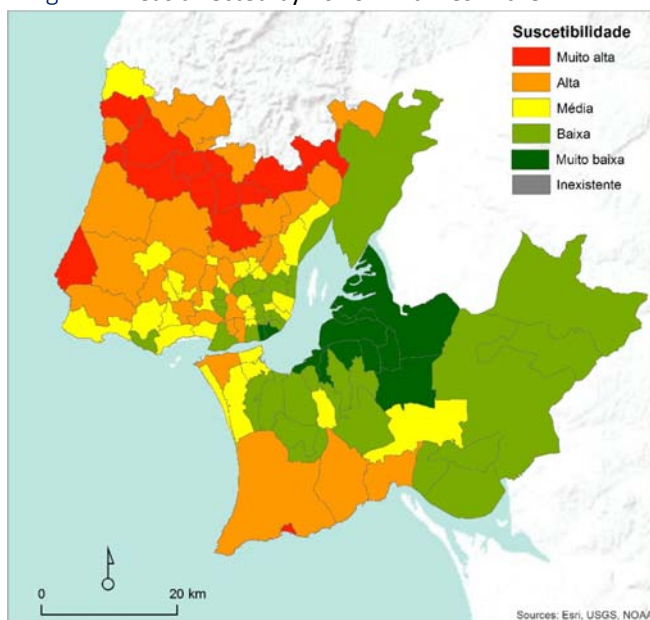 Suscetibilidade
Muito alta
Alta
Média
Baixa
Muito baixa
Inexistente
0 20 km
Sources: Esri, USGS, NOAA